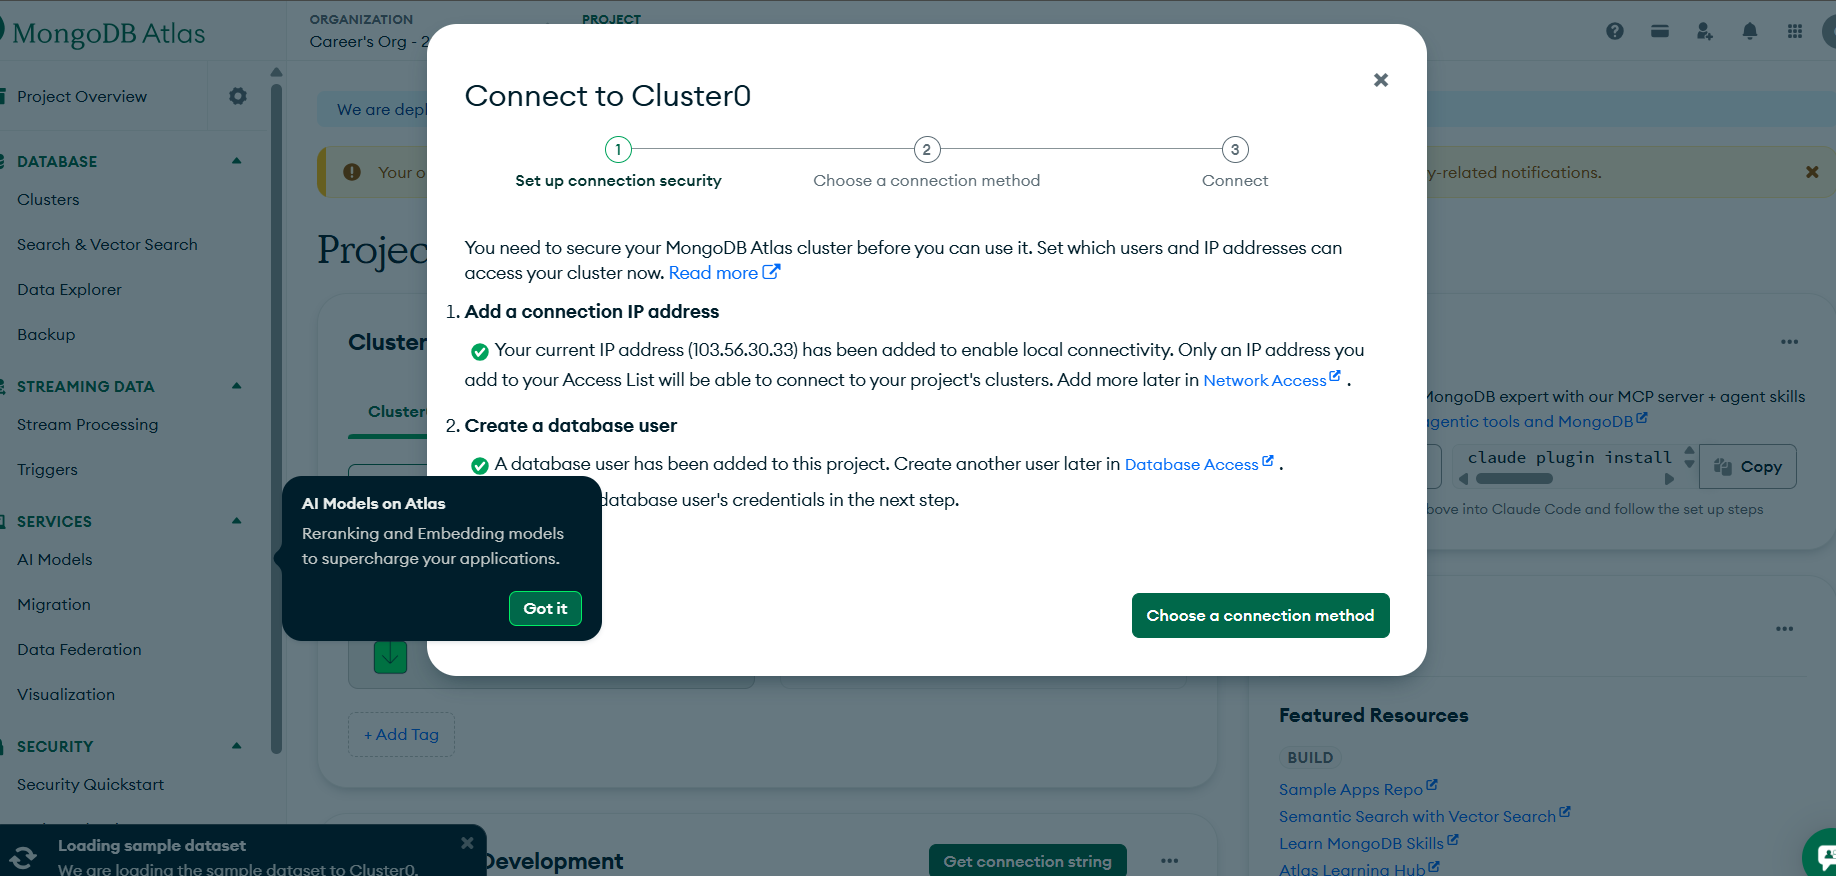 MongoDB Atlas
ORGANIZATION
Career's Org - 2
PROJECT
Project Overview
DATABASE
Clusters
Search & Vector Search
Data Explorer
Backup
STREAMING DATA
Stream Processing
Triggers
SERVICES
AI Models
Migration
Data Federation
Visualization
SECURITY
Security Quickstart
We are
Your
y-related notifications.
Connect to Cluster0
1
2
3
Set up connection security
Choose a connection method
Connect
You need to secure your MongoDB Atlas cluster before you can use it. Set which users and IP addresses can
access your cluster now. Read more
1. Add a connection IP address
Your current IP address (103.56.30.33) has been added to enable local connectivity. Only an IP address you
add to your Access List will be able to connect to your project's clusters. Add more later in Network Access .
2. Create a database user
A database user has been added to this project. Create another user later in Database Access .
database user's credentials in the next step.
Choose a connection method
AI Models on Atlas
Reranking and Embedding models
to supercharge your applications.
Got it
+ Add Tag
MongoDB expert with our MCP server + agent skills
agentic tools and MongoDB
claude plugin install
Copy
bove into Claude Code and follow the set up steps
Featured Resources
BUILD
Sample Apps Repo
Semantic Search with Vector Search
Learn MongoDB Skills
Atlas Learning Hub
Loading sample dataset
We are loading the sample dataset to Cluster0.
Development
Get connection string